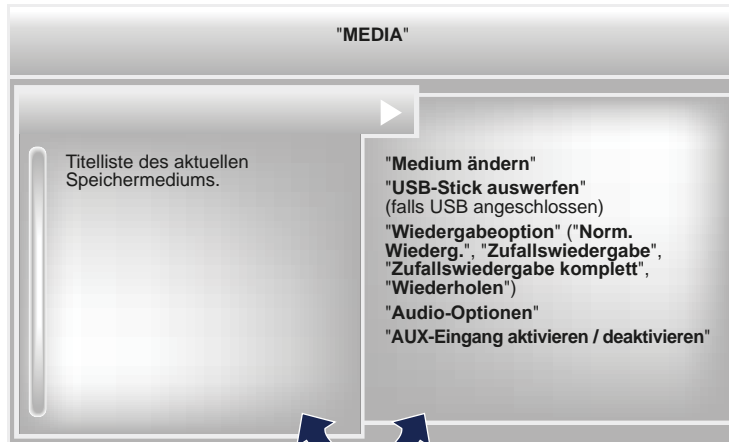 "MEDIA"
Titelliste des aktuellen
Speichermediums.
"Medium ändern"
"USB-Stick auswerfen"
(falls USB angeschlossen)
"Wiedergabeoption" ("Norm.
Wiederg.", "Zufallswiedergabe",
"Zufallswiedergabe komplett",
"Wiederholen")
"Audio-Optionen"
"AUX-Eingang aktivieren / deaktivieren"